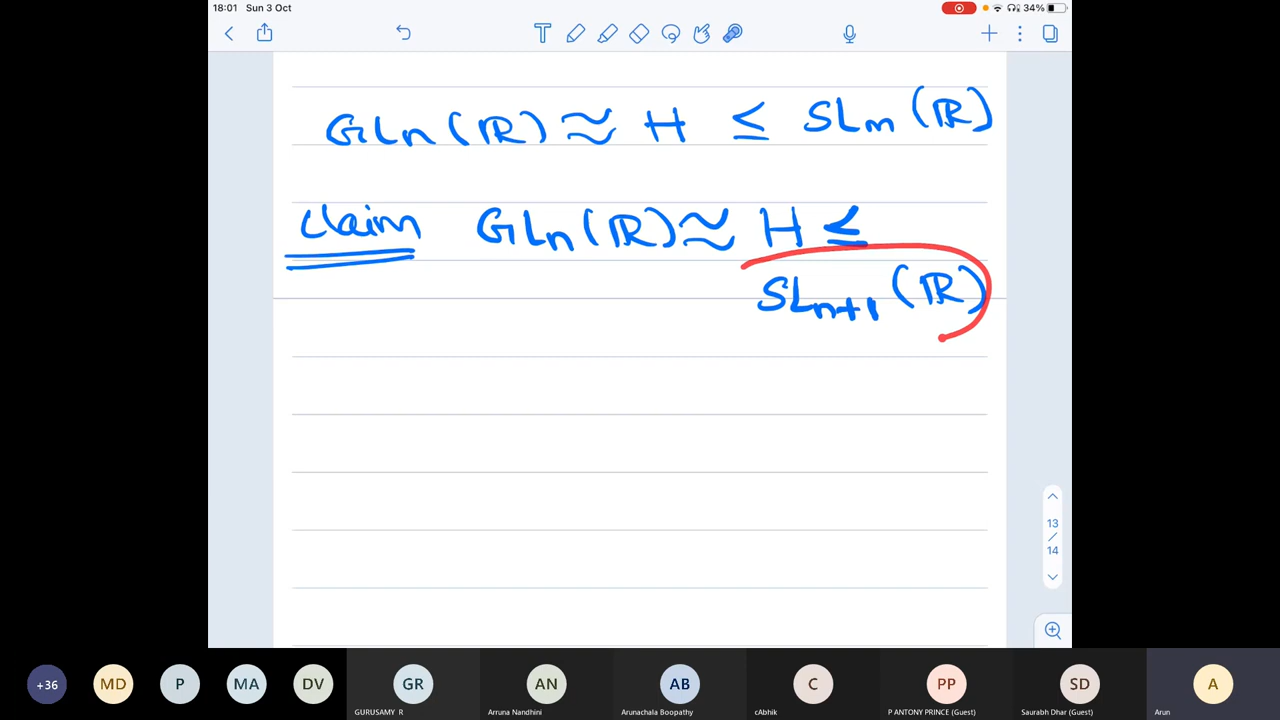 18:01 Sun 3 Oct
34%
GLn(ℝ) ≈ H ≤ SLm(ℝ)
Claim GLn(ℝ) ≈ H ≤
SLn+1(ℝ)
13
/
14
+36
MD
P
MA
DV
GR
AN
AB
C
PP
SD
A
GURUSAMY R
Arruna Nandhini
Arunachala Boopathy
cAbhik
P ANTONY PRINCE (Guest)
Saurabh Dhar (Guest)
Arun